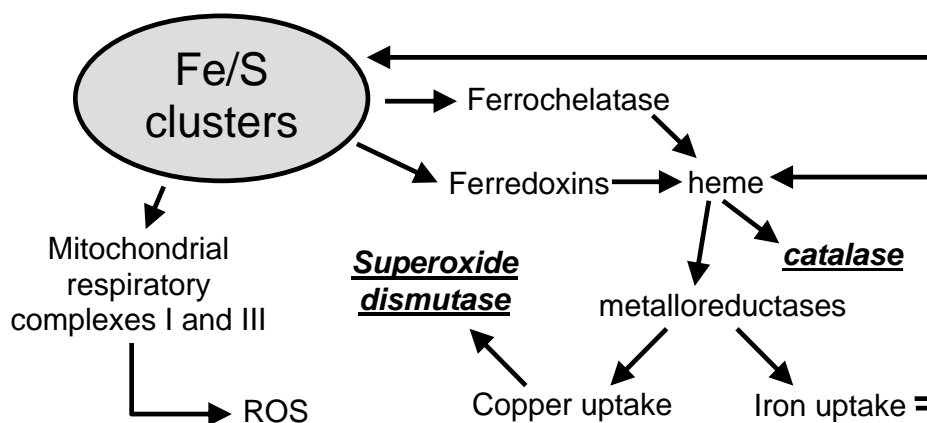 Fe/S
clusters
Ferrochelatase
Ferredoxins
heme
Mitochondrial
respiratory
complexes I and III
Superoxide
dismutase
catalase
metalloreductases
ROS
Copper uptake
Iron uptake